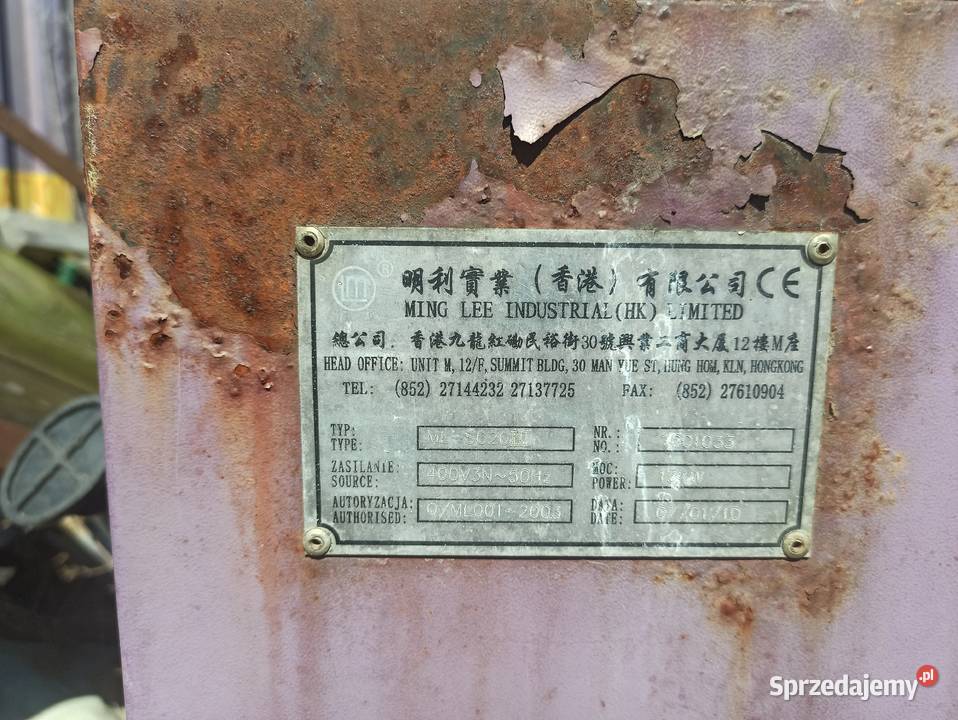 明利實業（香港）有限公司 CE
m ®
MING LEE INDUSTRIAL(HK) LIMITED
總公司：香港九龍紅磡民裕街30號興業工商大厦12樓M座
HEAD OFFICE: UNIT M, 12/F, SUMMIT BLDG, 30 MAN YUE ST, HUNG HOM, KLN, HONGKONG
TEL: (852) 27144232 27137725 FAX: (852) 27610904
TYP: NR.:
TYPE: NO.:
ZASILANIE: 400V3N~50Hz MOC:
SOURCE: POWER:
AUTORYZACJA: Q/ML001-2003 DATA:
AUTHORISED: DATE:
Sprzedajemy.pl